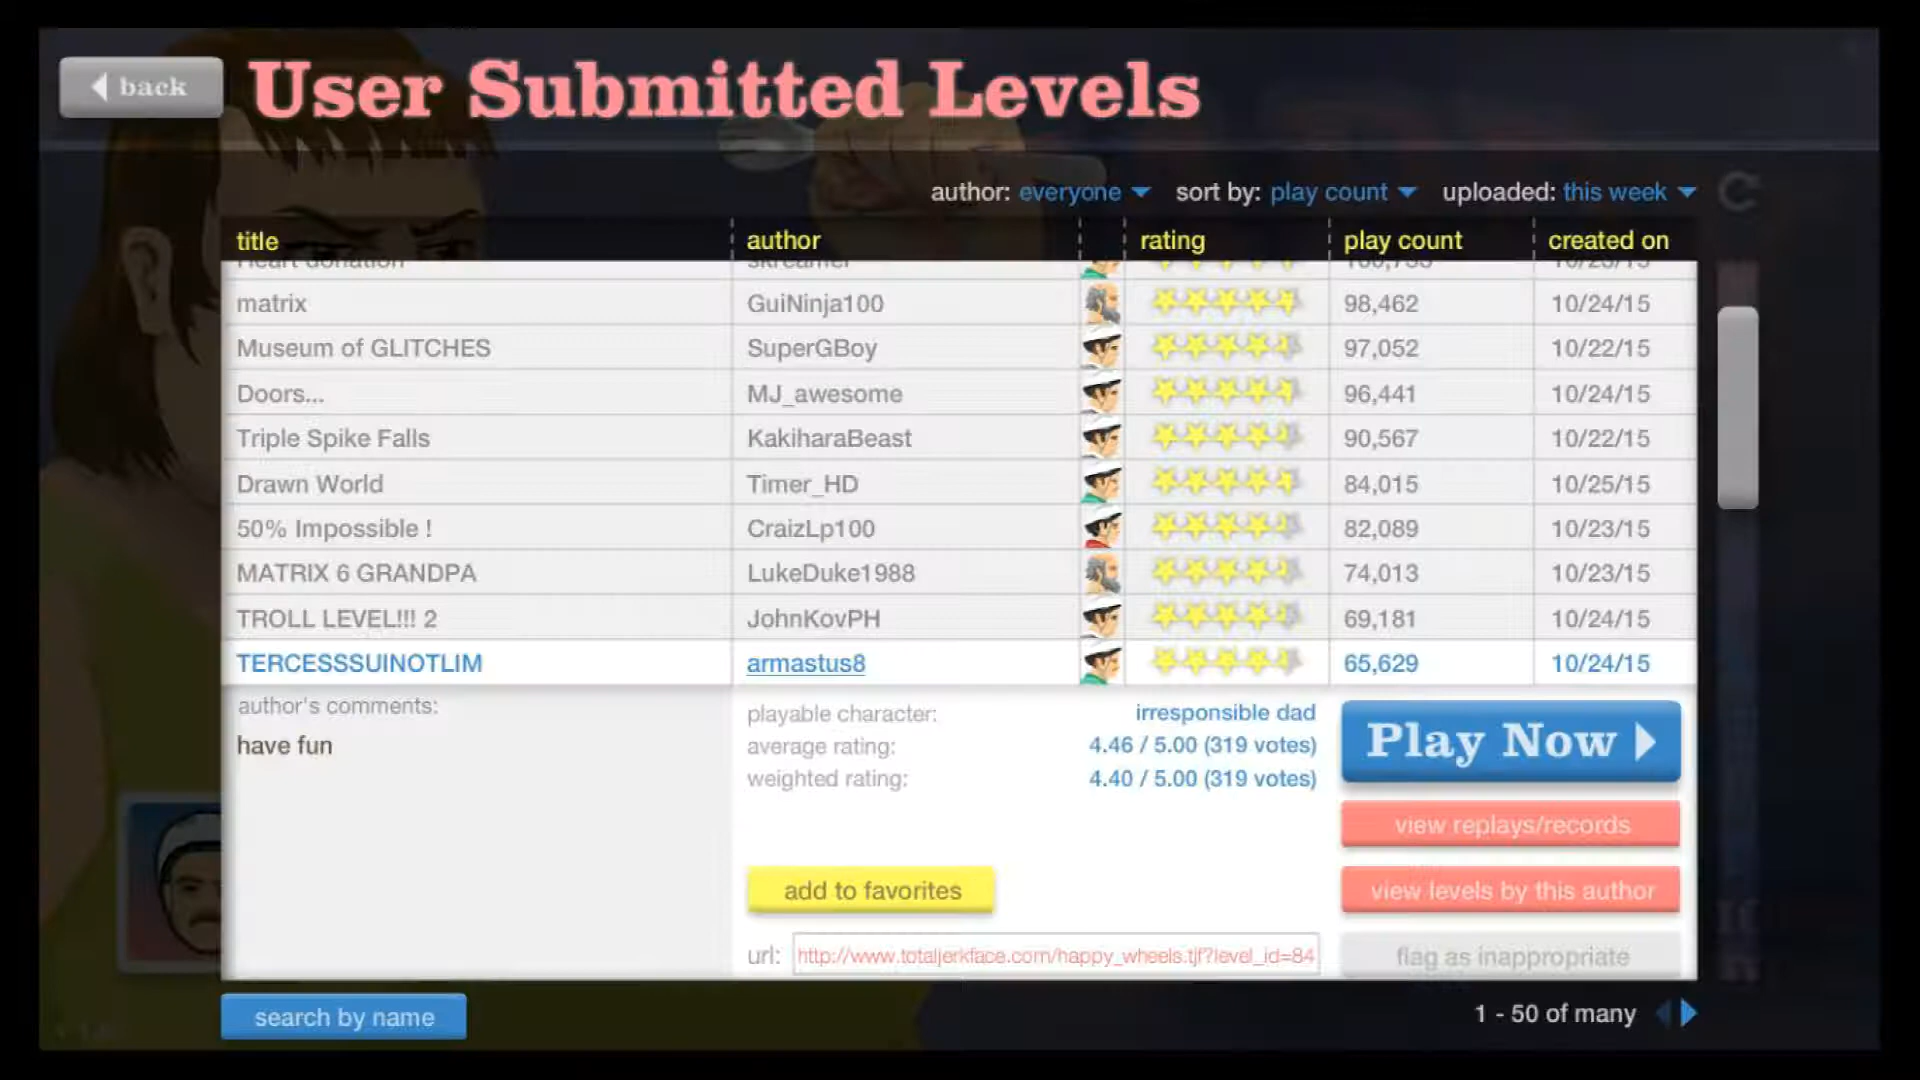 back
User Submitted Levels
author: everyone sort by: play count uploaded: this week
title author rating play count created on
Heart donation skreamer
matrix GuiNinja100 98,462 10/24/15
Museum of GLITCHES SuperGBoy 97,052 10/22/15
Doors... MJ_awesome 96,441 10/24/15
Triple Spike Falls KakiharaBeast 90,567 10/22/15
Drawn World Timer_HD 84,015 10/25/15
50% Impossible ! CraizLp100 82,089 10/23/15
MATRIX 6 GRANDPA LukeDuke1988 74,013 10/23/15
TROLL LEVEL!!! 2 JohnKovPH 69,181 10/24/15
TERCESSSUINOTLIM armastus8 65,629 10/24/15
author's comments:
have fun
playable character: irresponsible dad
average rating: 4.46 / 5.00 (319 votes)
weighted rating: 4.40 / 5.00 (319 votes)
Play Now
view replays/records
add to favorites
view levels by this author
url: http://www.totaljerkface.com/happy_wheels.tjf?level_id=84
flag as inappropriate
search by name
1 - 50 of many